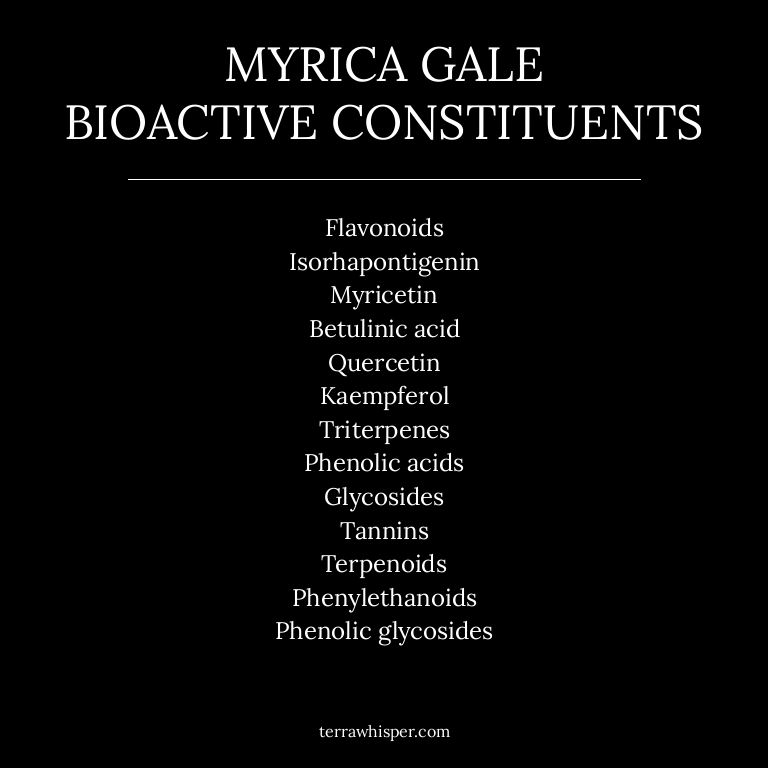 MYRICA GALE
BIOACTIVE CONSTITUENTS
Flavonoids
Isorhapontigenin
Myricetin
Betulinic acid
Quercetin
Kaempferol
Triterpenes
Phenolic acids
Glycosides
Tannins
Terpenoids
Phenylethanoids
Phenolic glycosides
terrawhisper.com